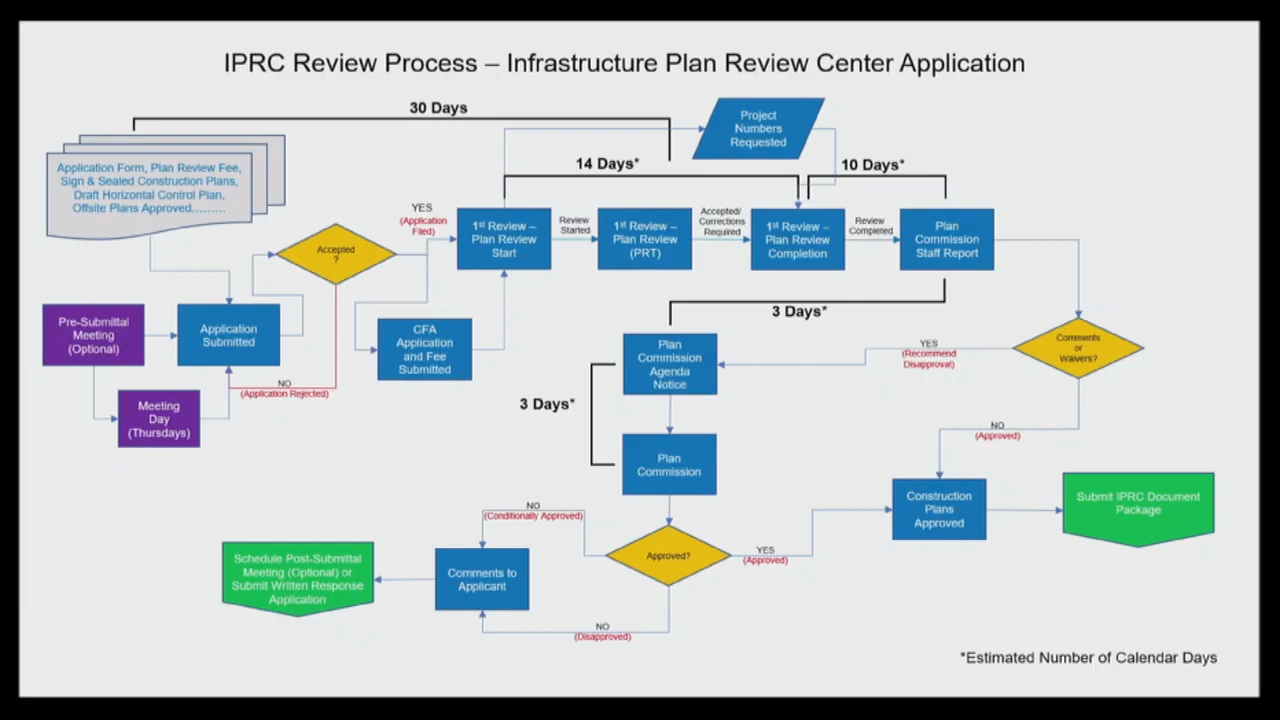 IPRC Review Process – Infrastructure Plan Review Center Application
30 Days
Project
Numbers
Requested
Application Form, Plan Review Fee,
Sign & Sealed Construction Plans,
Draft Horizontal Control Plan,
Offsite Plans Approved.........
14 Days*
10 Days*
Accepted
?
YES
(Application
Filed)
1st Review –
Plan Review
Start
Review
Started
1st Review –
Plan Review
(PRT)
Accepted/
Corrections
Required
1st Review –
Plan Review
Completion
Review
Completed
Plan
Commission
Staff Report
Pre-Submittal
Meeting
(Optional)
Application
Submitted
CFA
Application
and Fee
Submitted
3 Days*
Plan
Commission
Agenda
Notice
YES
(Recommend
Disapproval)
Comments
or
Waivers?
NO
(Application Rejected)
Meeting
Day
(Thursdays)
3 Days*
Plan
Commission
NO
(Approved)
Construction
Plans
Approved
Submit IPRC Document
Package
NO
(Conditionally Approved)
Approved?
YES
(Approved)
Schedule Post-Submittal
Meeting (Optional) or
Submit Written Response
Application
Comments to
Applicant
NO
(Disapproved)
*Estimated Number of Calendar Days